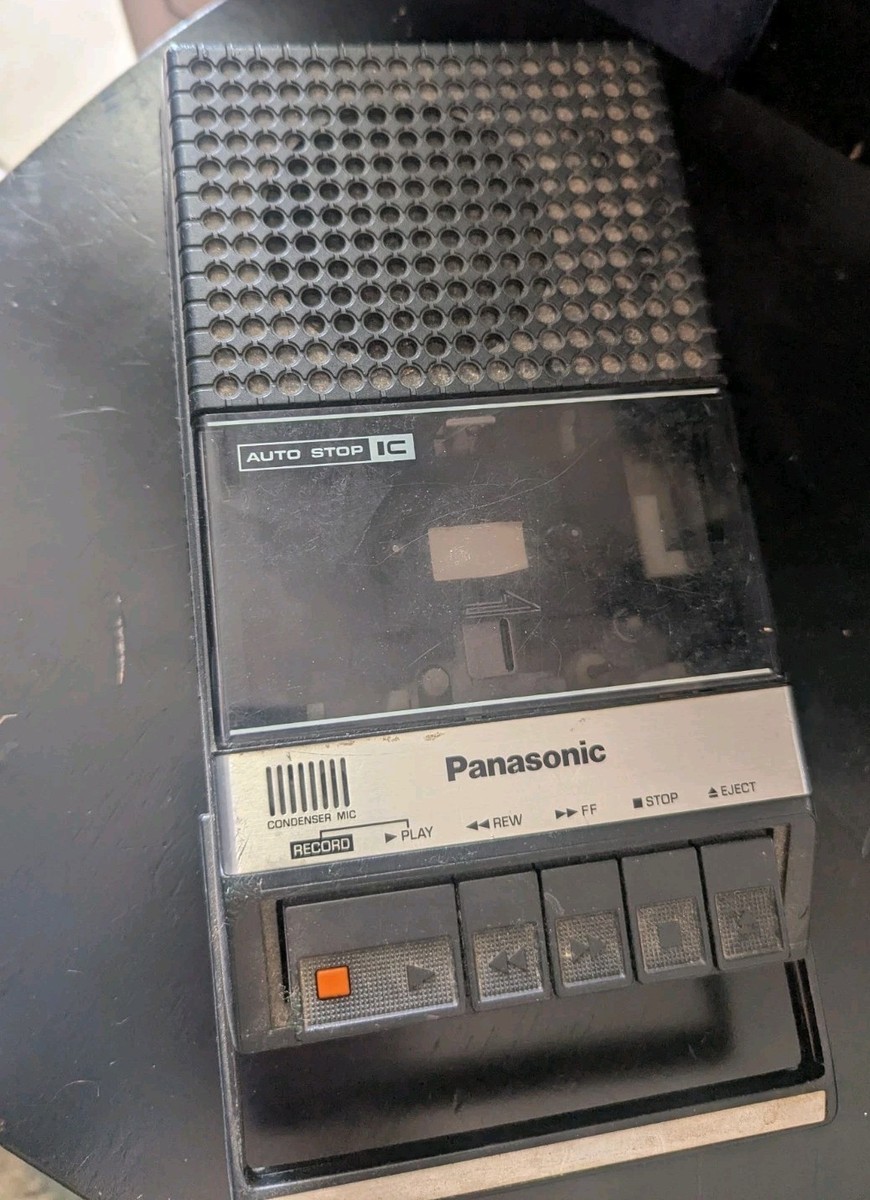 AUTO STOP IC
Panasonic
CONDENSER MIC
RECORD ▶PLAY ◀◀REW ▶▶FF ■STOP ⏏EJECT